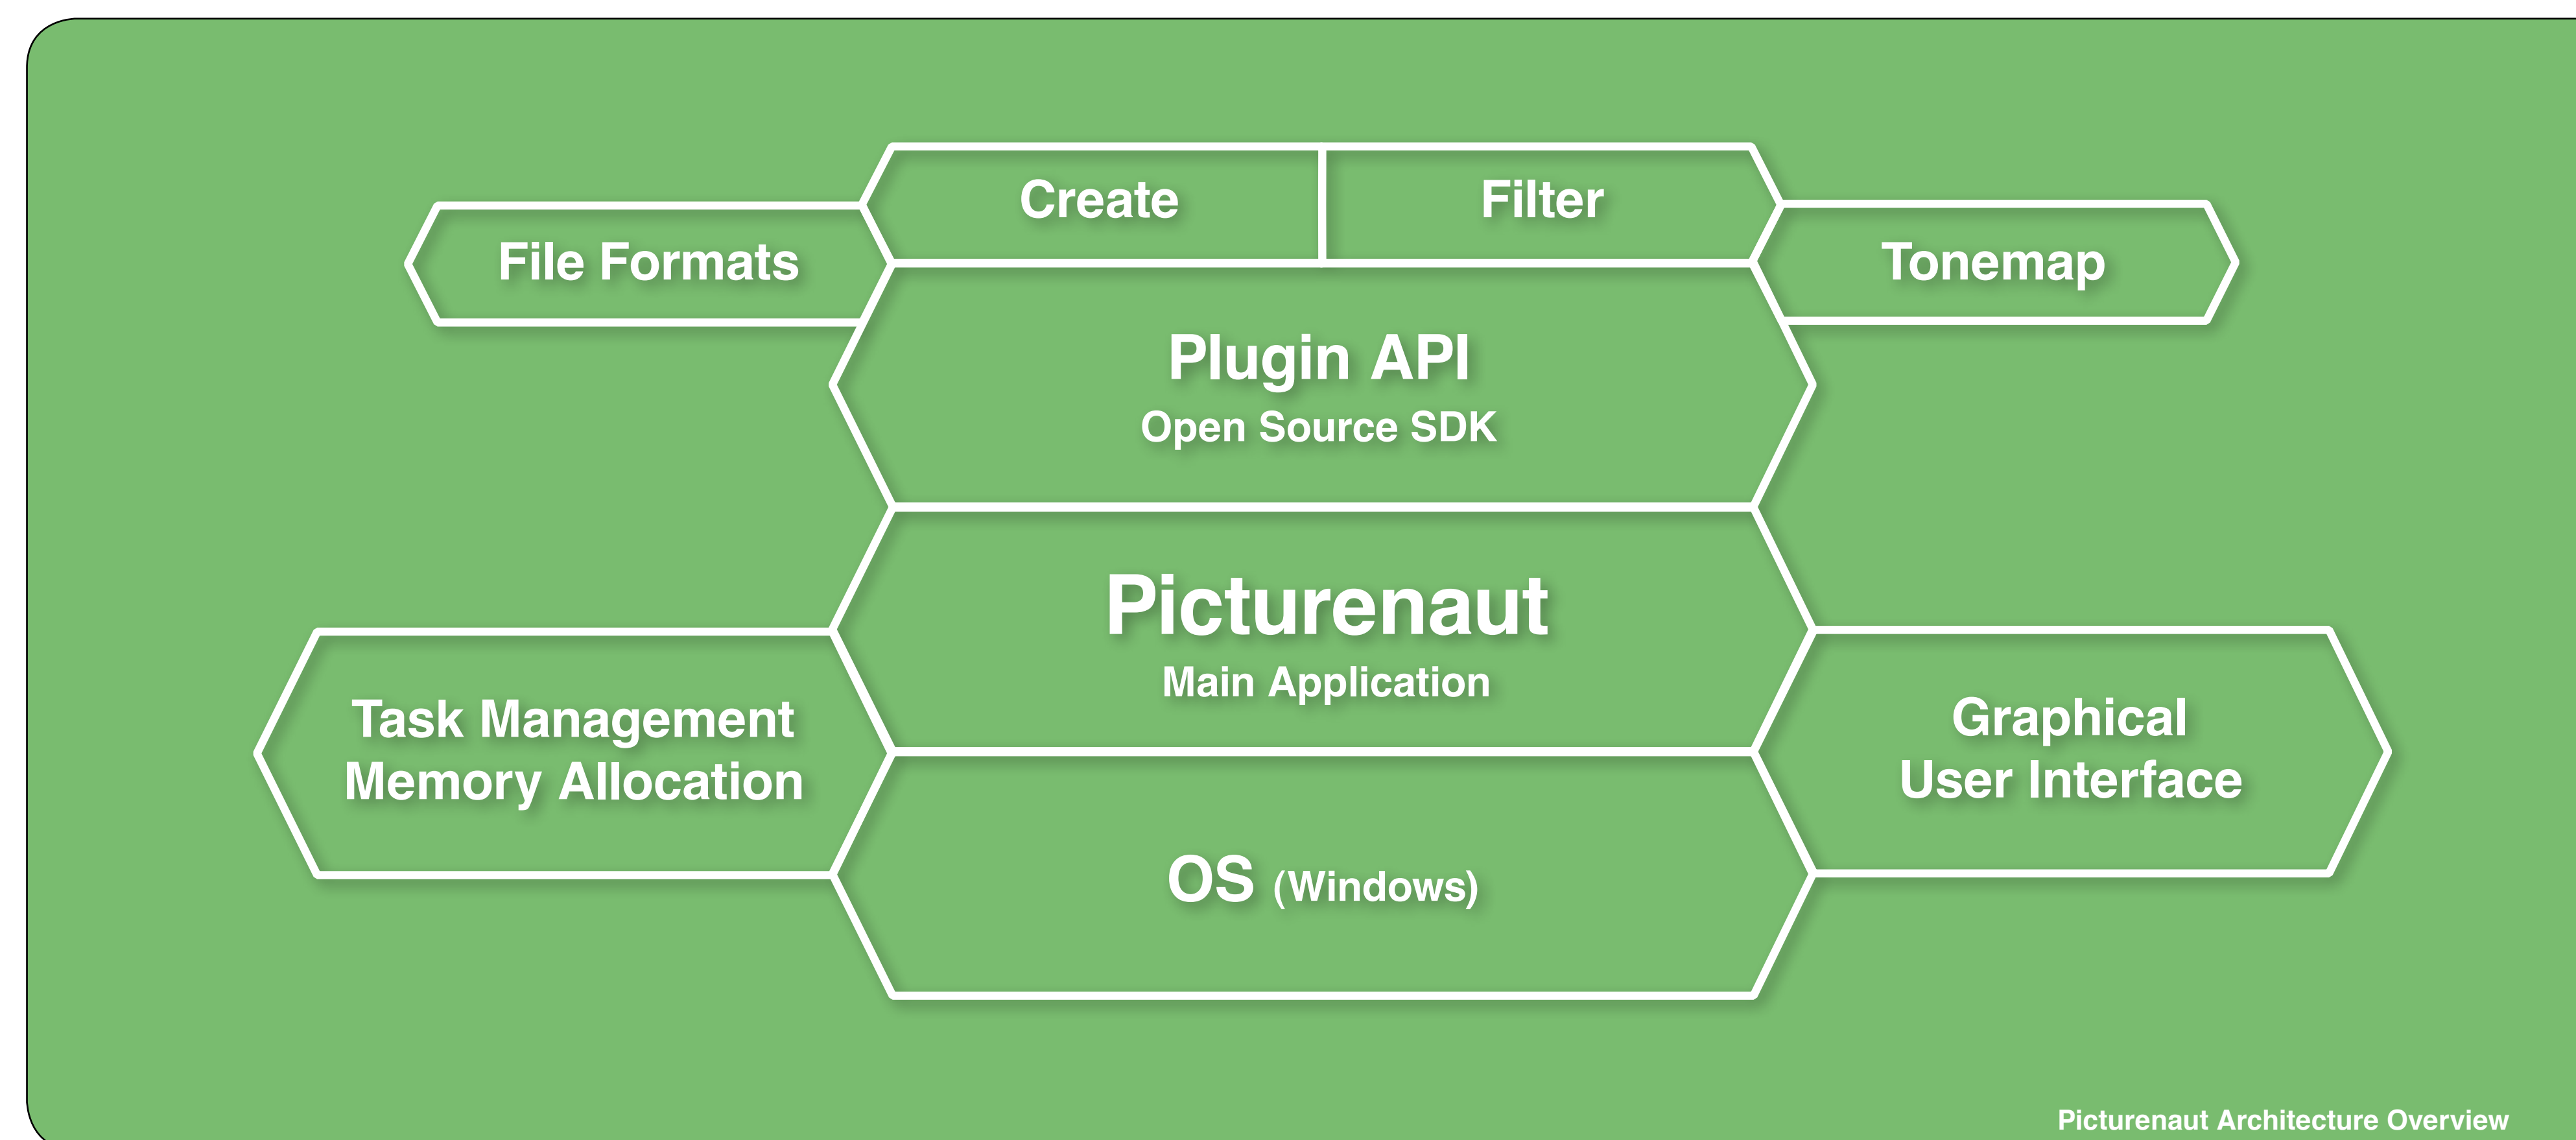 Create
Filter
File Formats
Tonemap
Plugin API
Open Source SDK
Picturenaut
Main Application
Task Management
Memory Allocation
Graphical
User Interface
OS (Windows)
Picturenaut Architecture Overview